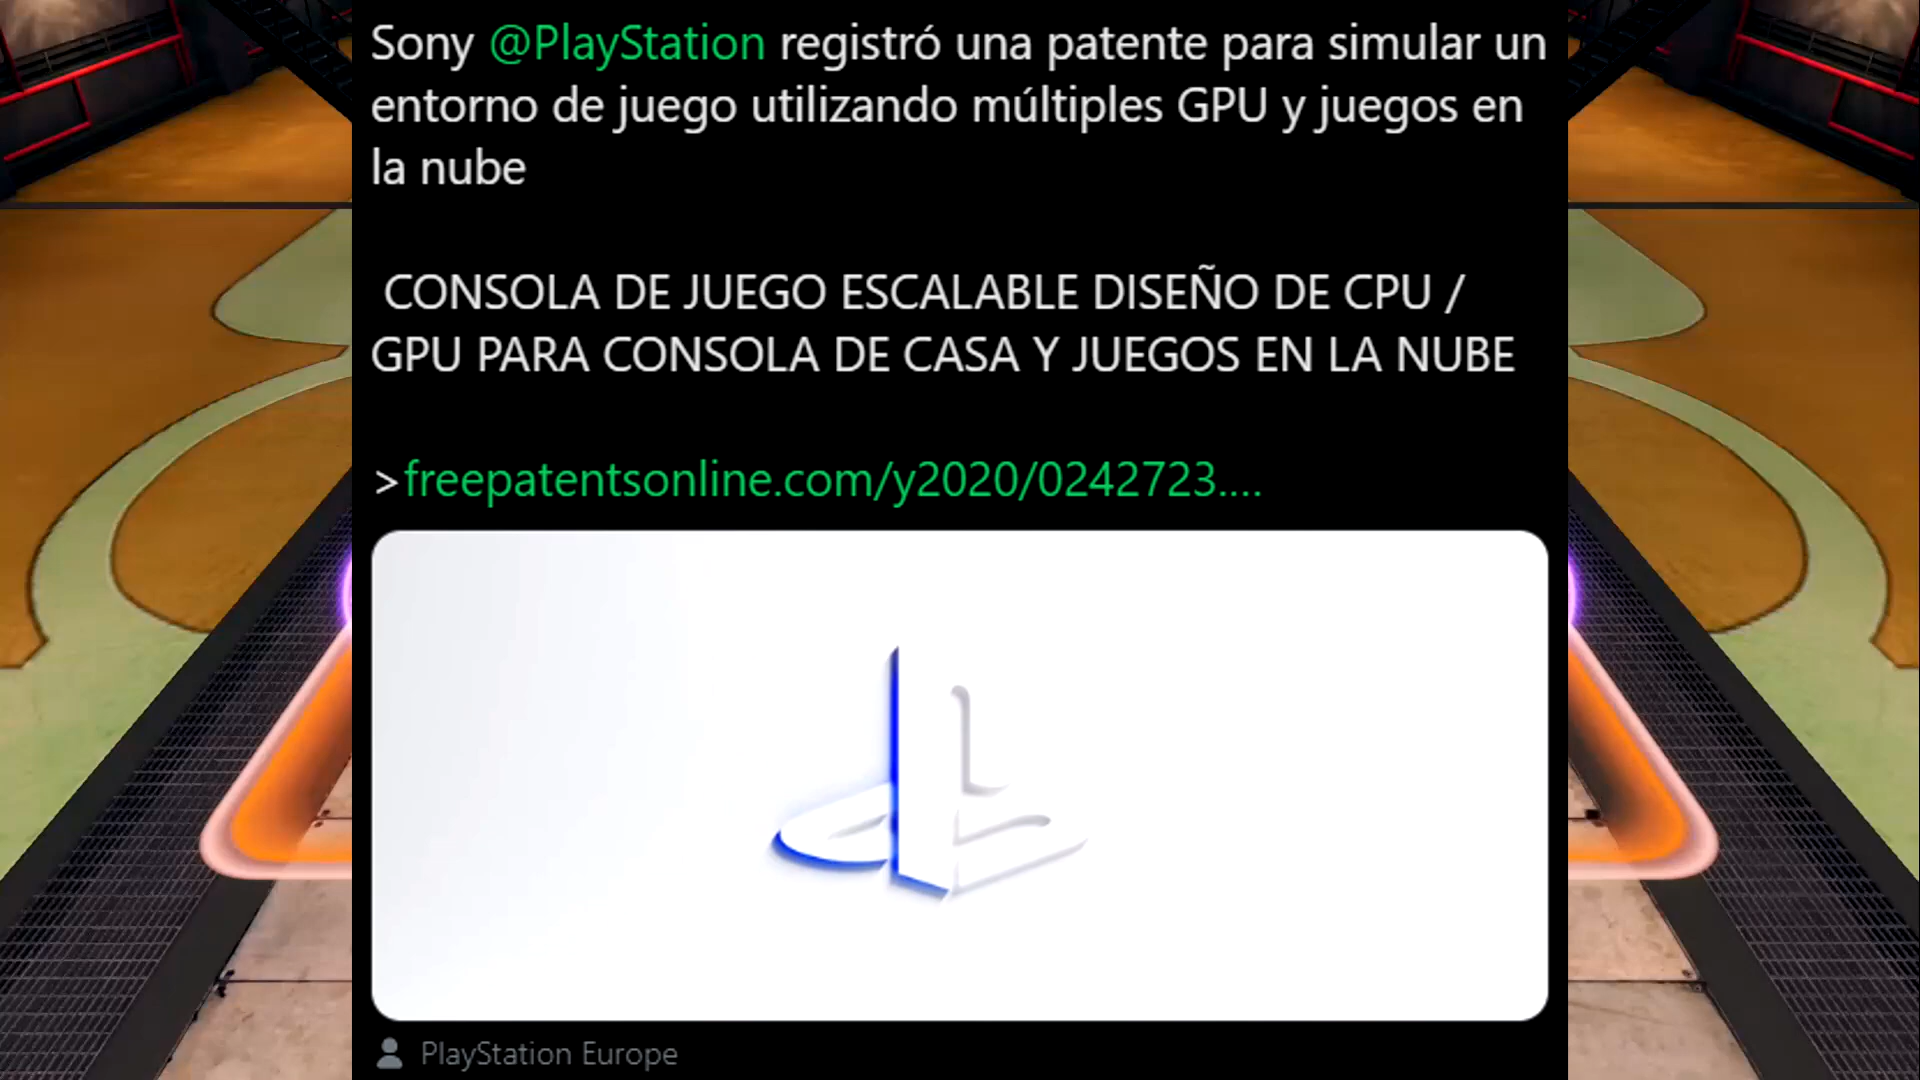 Sony @PlayStation registró una patente para simular un
entorno de juego utilizando múltiples GPU y juegos en
la nube
CONSOLA DE JUEGO ESCALABLE DISEÑO DE CPU /
GPU PARA CONSOLA DE CASA Y JUEGOS EN LA NUBE
>freepatentsonline.com/y2020/0242723....
PlayStation Europe